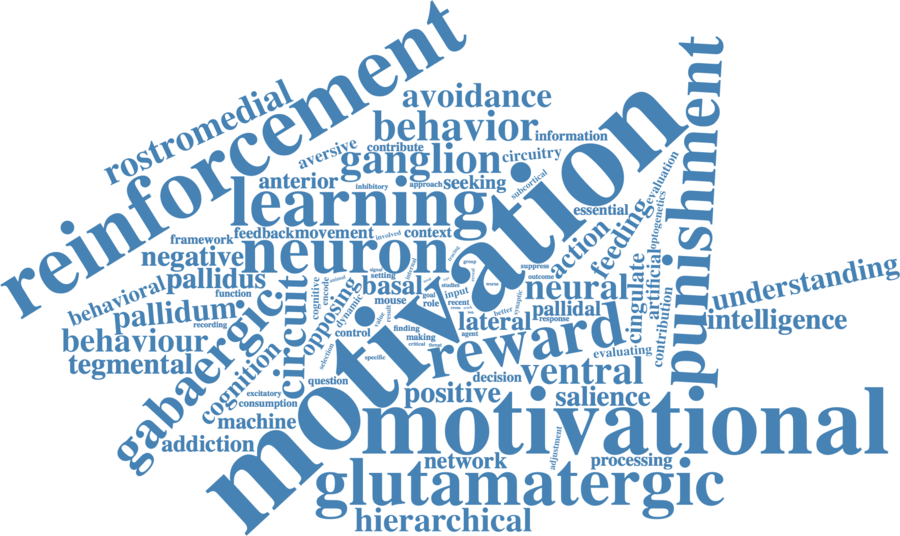 reinforcement
rostromedial
avoidance
behavior
information
contribute
aversive
ganglion
circuitry
anterior
inhibitory
approach
seeking
subcortical
evaluation
punishment
motivation
learning
essential
optogenetics
framework
feedback
movement
involved
context
negative
neuron
action
feeding
behavioral
pallidus
function
cognitive
encode
opposing
dynamic
setting
basal
mouse
goal
role
studies
input
recent
group
worse
suppress
outcome
neural
cingulate
artificial
contribution
understanding
intelligence
pallidum
recording
gabaergic
circuit
control
value
result
finding
making
critical
lateral
agent
better
synaptic
pallidal
response
behaviour
tegmental
cognition
selection
specific
reward
evaluating
question
decision
ventral
excitatory
consumption
positive
salience
machine
addiction
motivational
network
adjustment
processing
glutamatergic
hierarchical